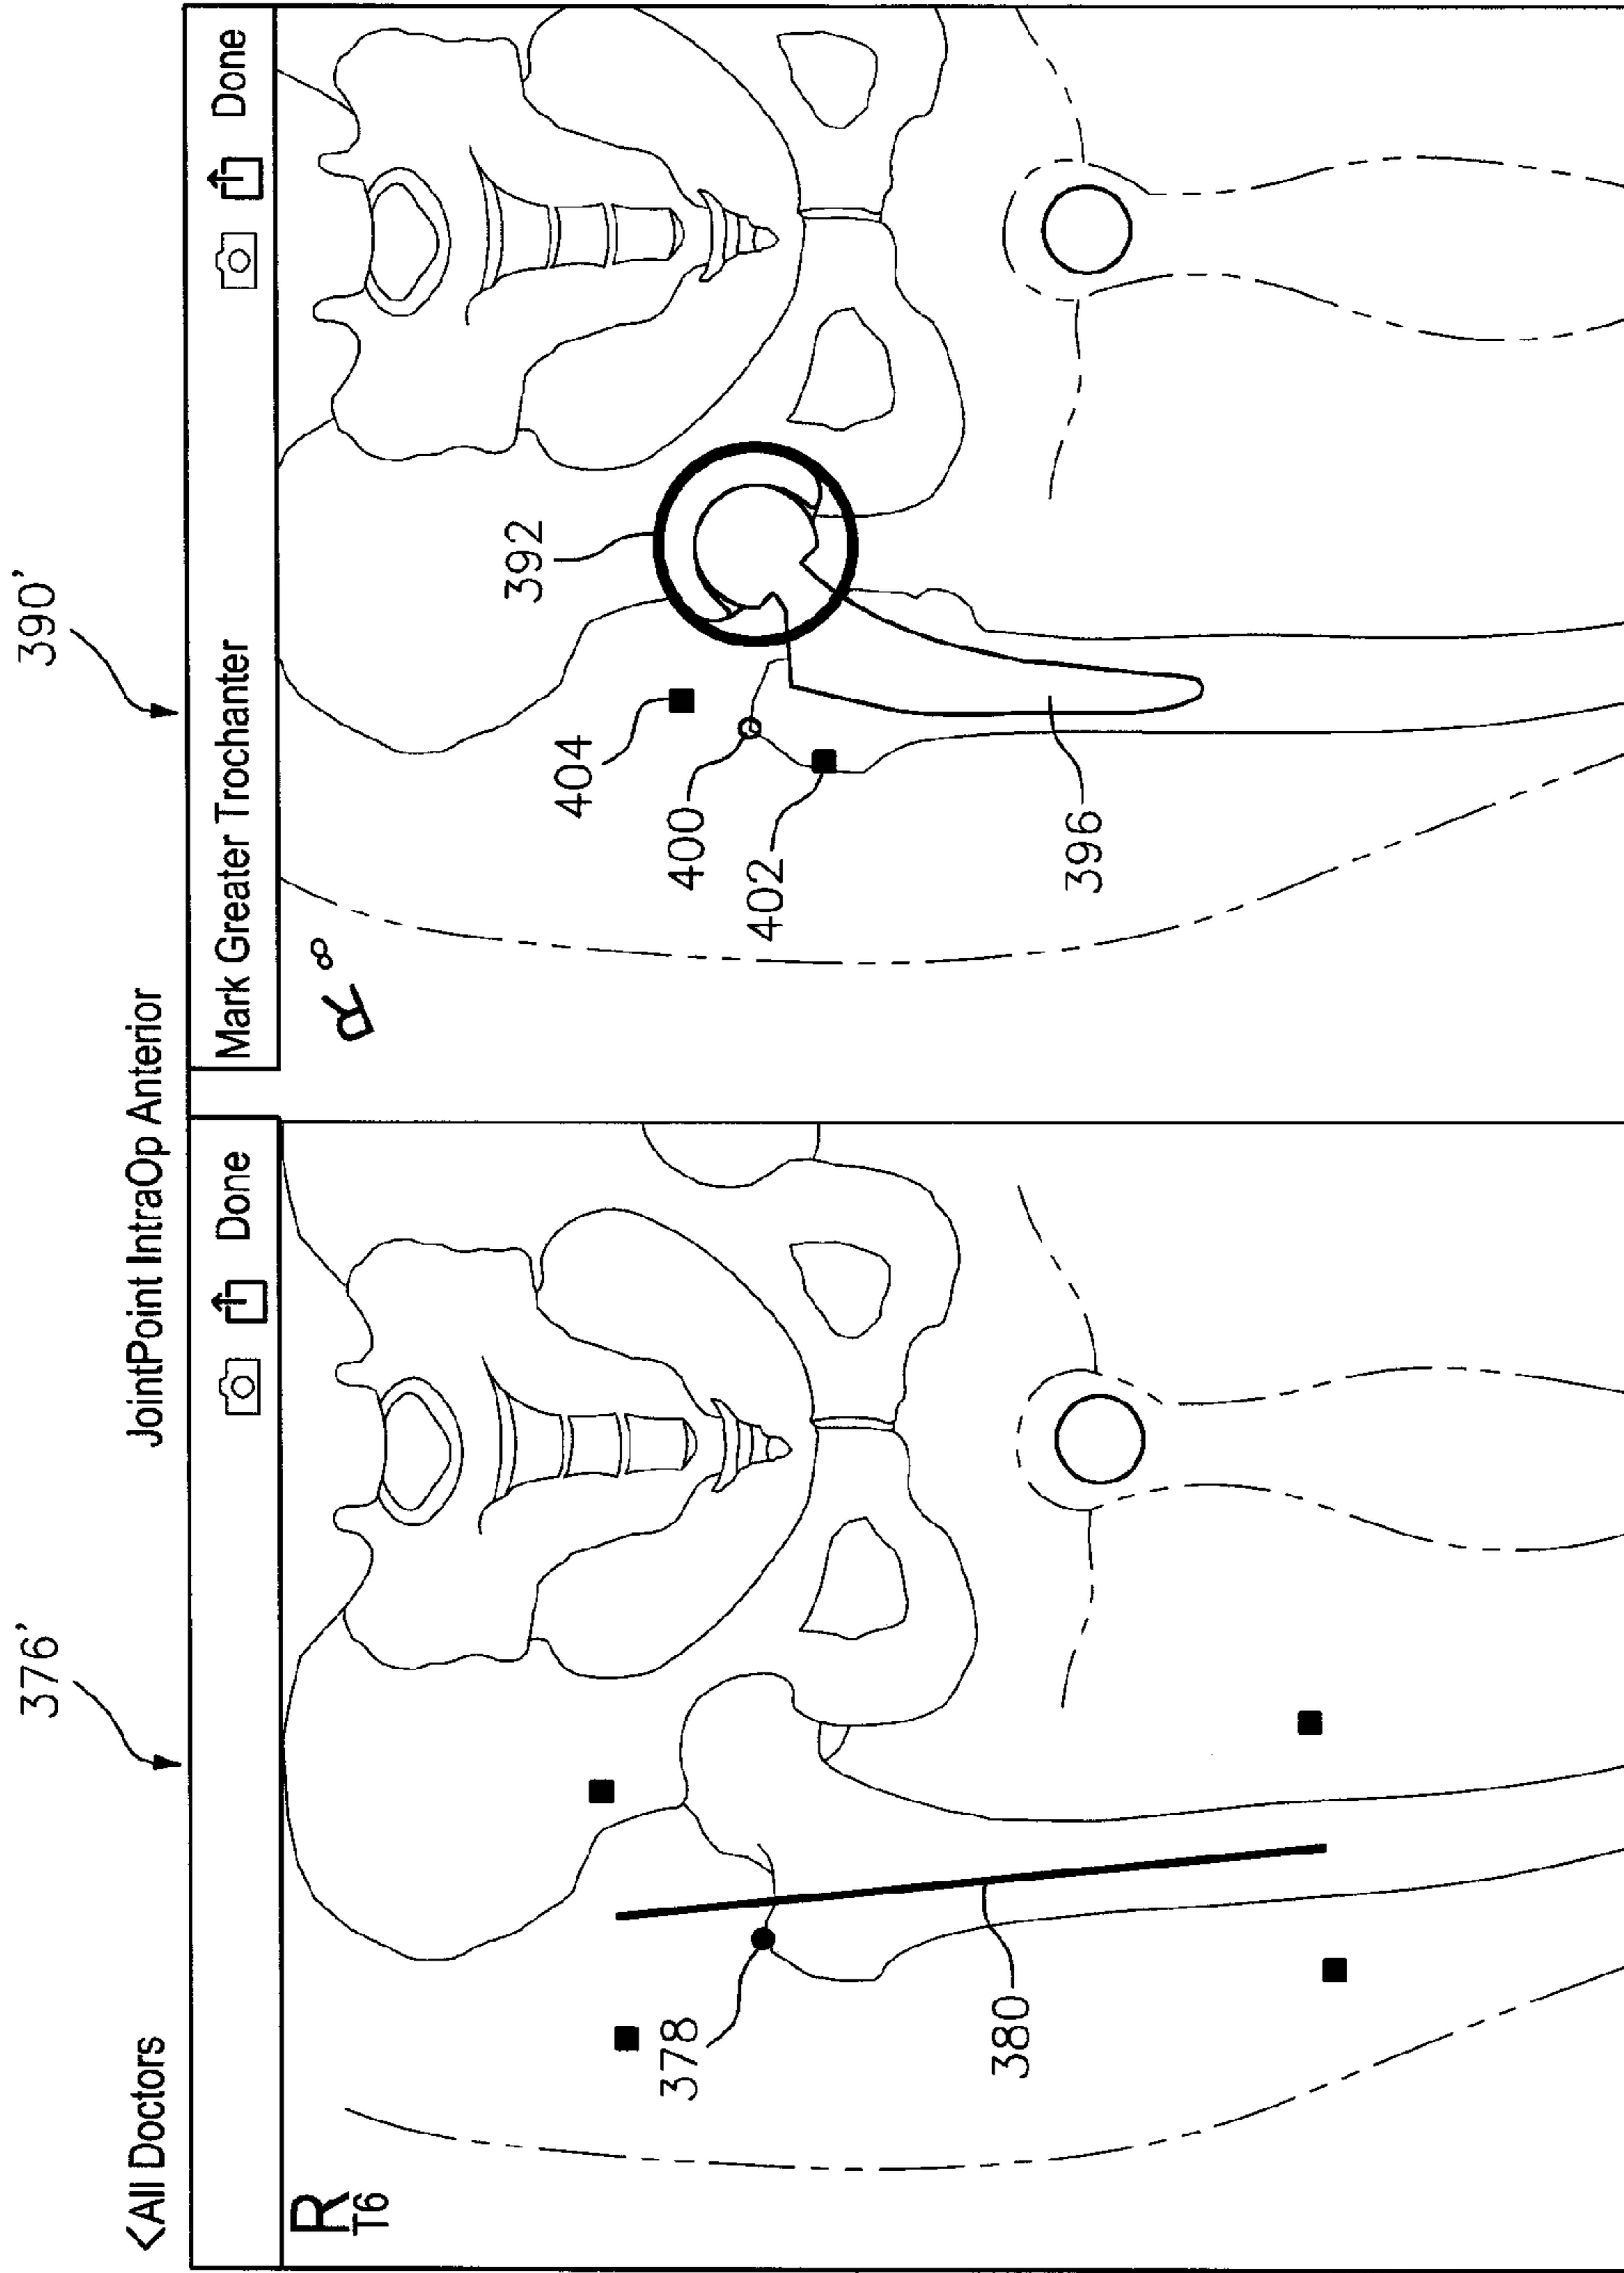 376’
390’
<All Doctors
JointPoint IntraOp Anterior
Done
Mark Greater Trochanter
Done
R
T6
R
8
378
380
392
404
400
402
396